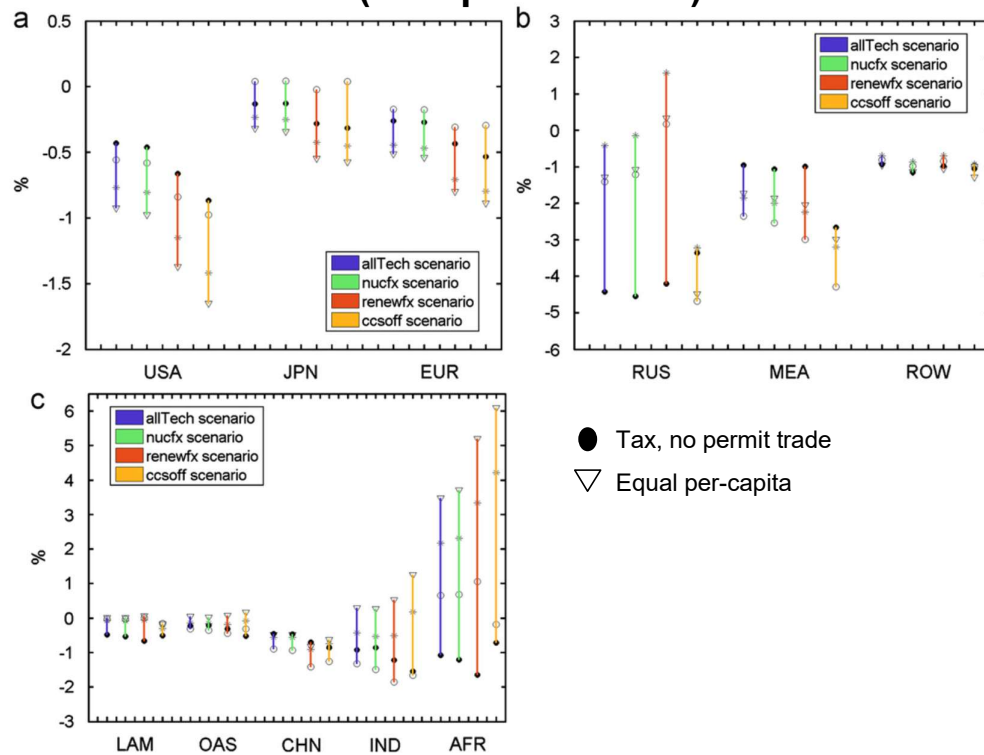 a
0.5
0
-0.5
-1
-1.5
-2
%
allTech scenario
nucfx scenario
renewfx scenario
ccsoff scenario
USA JPN EUR
b
3
2
1
0
-1
-2
-3
-4
-5
-6
%
allTech scenario
nucfx scenario
renewfx scenario
ccsoff scenario
RUS MEA ROW
c
6
5
4
3
2
1
0
-1
-2
-3
%
allTech scenario
nucfx scenario
renewfx scenario
ccsoff scenario
LAM OAS CHN IND AFR
Tax, no permit trade
Equal per-capita